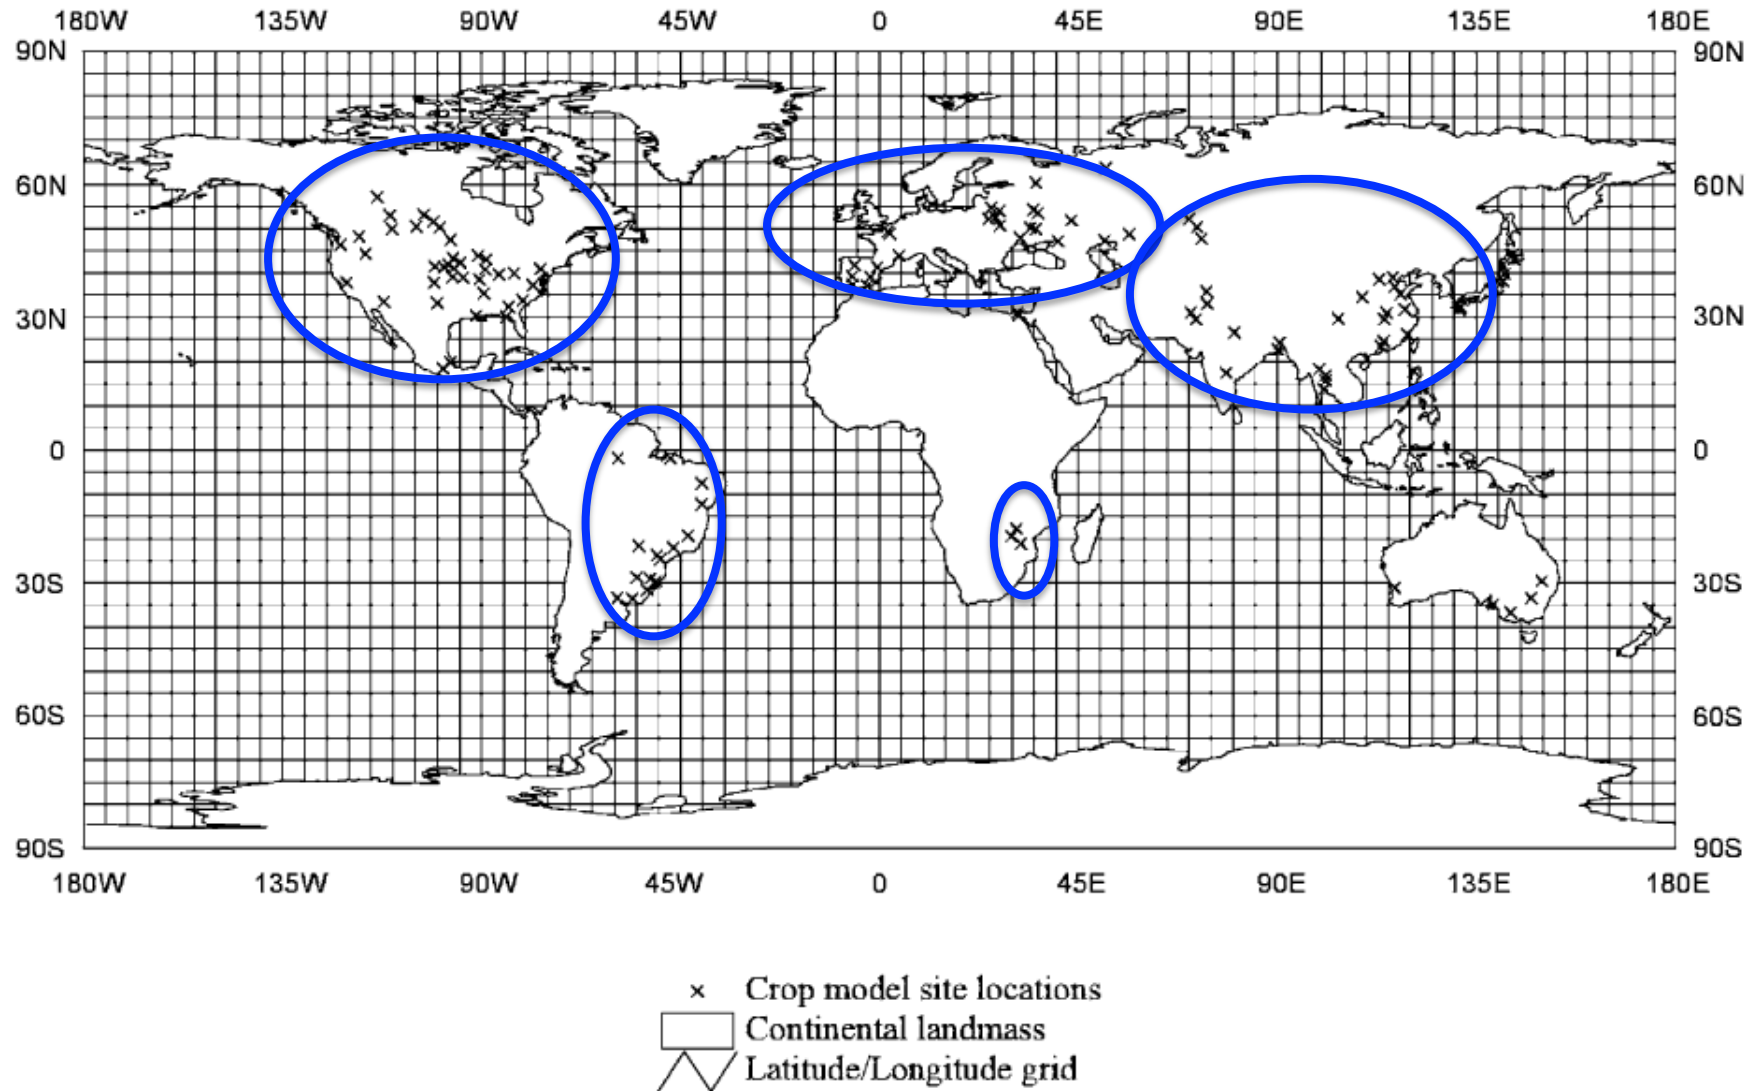 180W 135W 90W 45W 0 45E 90E 135E 180E
90N 90N
60N 60N
30N 30N
0 0
30S 30S
60S 60S
90S 90S
180W 135W 90W 45W 0 45E 90E 135E 180E
Crop model site locations
Continental landmass
Latitude/Longitude grid